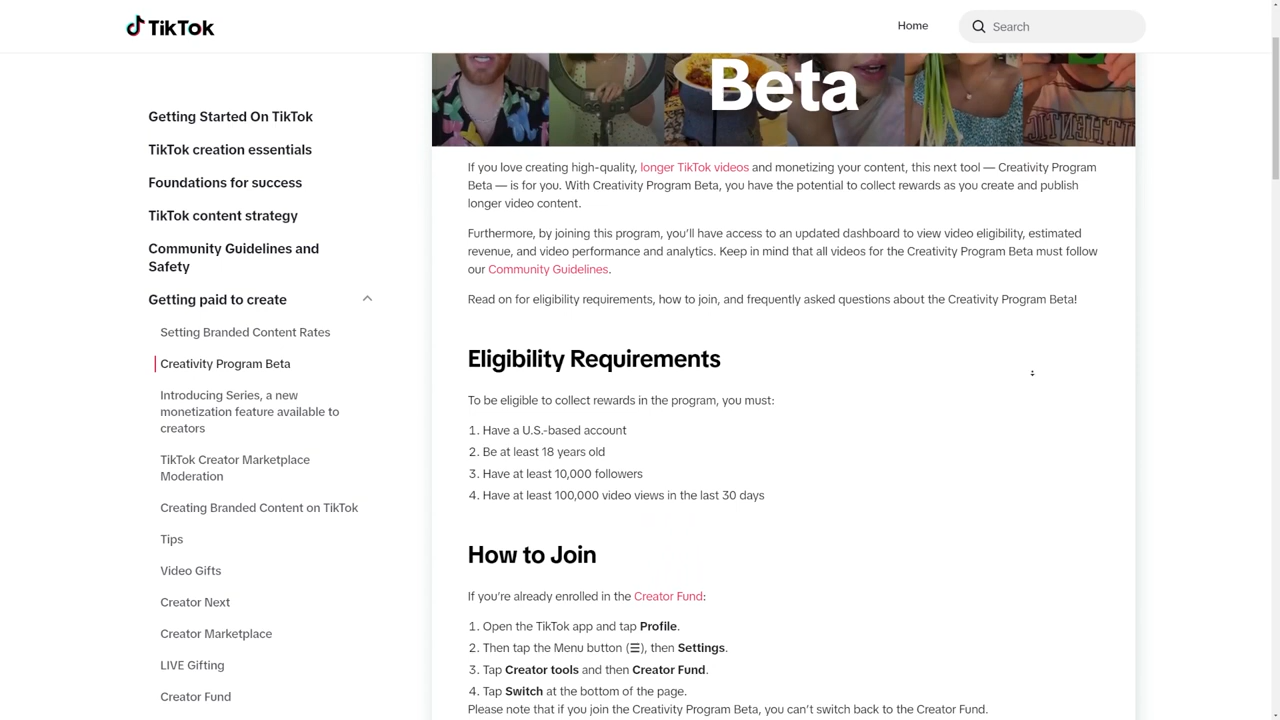 TikTok
Home
Search
Getting Started On TikTok
TikTok creation essentials
Foundations for success
TikTok content strategy
Community Guidelines and
Safety
Getting paid to create
Setting Branded Content Rates
Creativity Program Beta
Introducing Series, a new
monetization feature available to
creators
TikTok Creator Marketplace
Moderation
Creating Branded Content on TikTok
Tips
Video Gifts
Creator Next
Creator Marketplace
LIVE Gifting
Creator Fund
Beta
If you love creating high-quality, longer TikTok videos and monetizing your content, this next tool — Creativity Program
Beta — is for you. With Creativity Program Beta, you have the potential to collect rewards as you create and publish
longer video content.
Furthermore, by joining this program, you’ll have access to an updated dashboard to view video eligibility, estimated
revenue, and video performance and analytics. Keep in mind that all videos for the Creativity Program Beta must follow
our Community Guidelines.
Read on for eligibility requirements, how to join, and frequently asked questions about the Creativity Program Beta!
Eligibility Requirements
To be eligible to collect rewards in the program, you must:
1. Have a U.S.-based account
2. Be at least 18 years old
3. Have at least 10,000 followers
4. Have at least 100,000 video views in the last 30 days
How to Join
If you’re already enrolled in the Creator Fund:
1. Open the TikTok app and tap Profile.
2. Then tap the Menu button (☰), then Settings.
3. Tap Creator tools and then Creator Fund.
4. Tap Switch at the bottom of the page.
Please note that if you join the Creativity Program Beta, you can’t switch back to the Creator Fund.